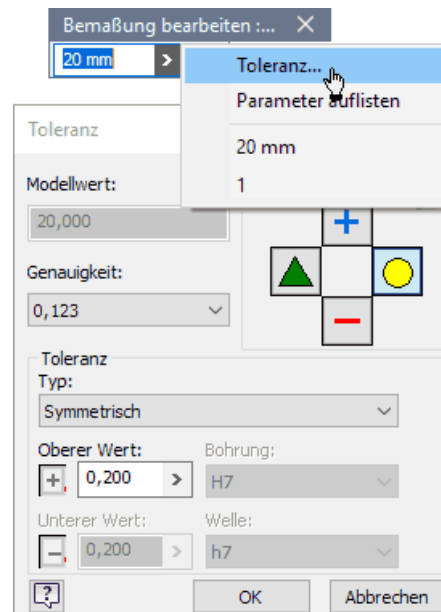 Bemaßung bearbeiten :...
20 mm
Toleranz...
Parameter auflisten
20 mm
1
Toleranz
Modellwert:
20,000
Genauigkeit:
0,123
Toleranz
Typ:
Symmetrisch
Oberer Wert:
Bohrung:
0,200
H7
Unterer Wert:
Welle:
0,200
h7
OK
Abbrechen